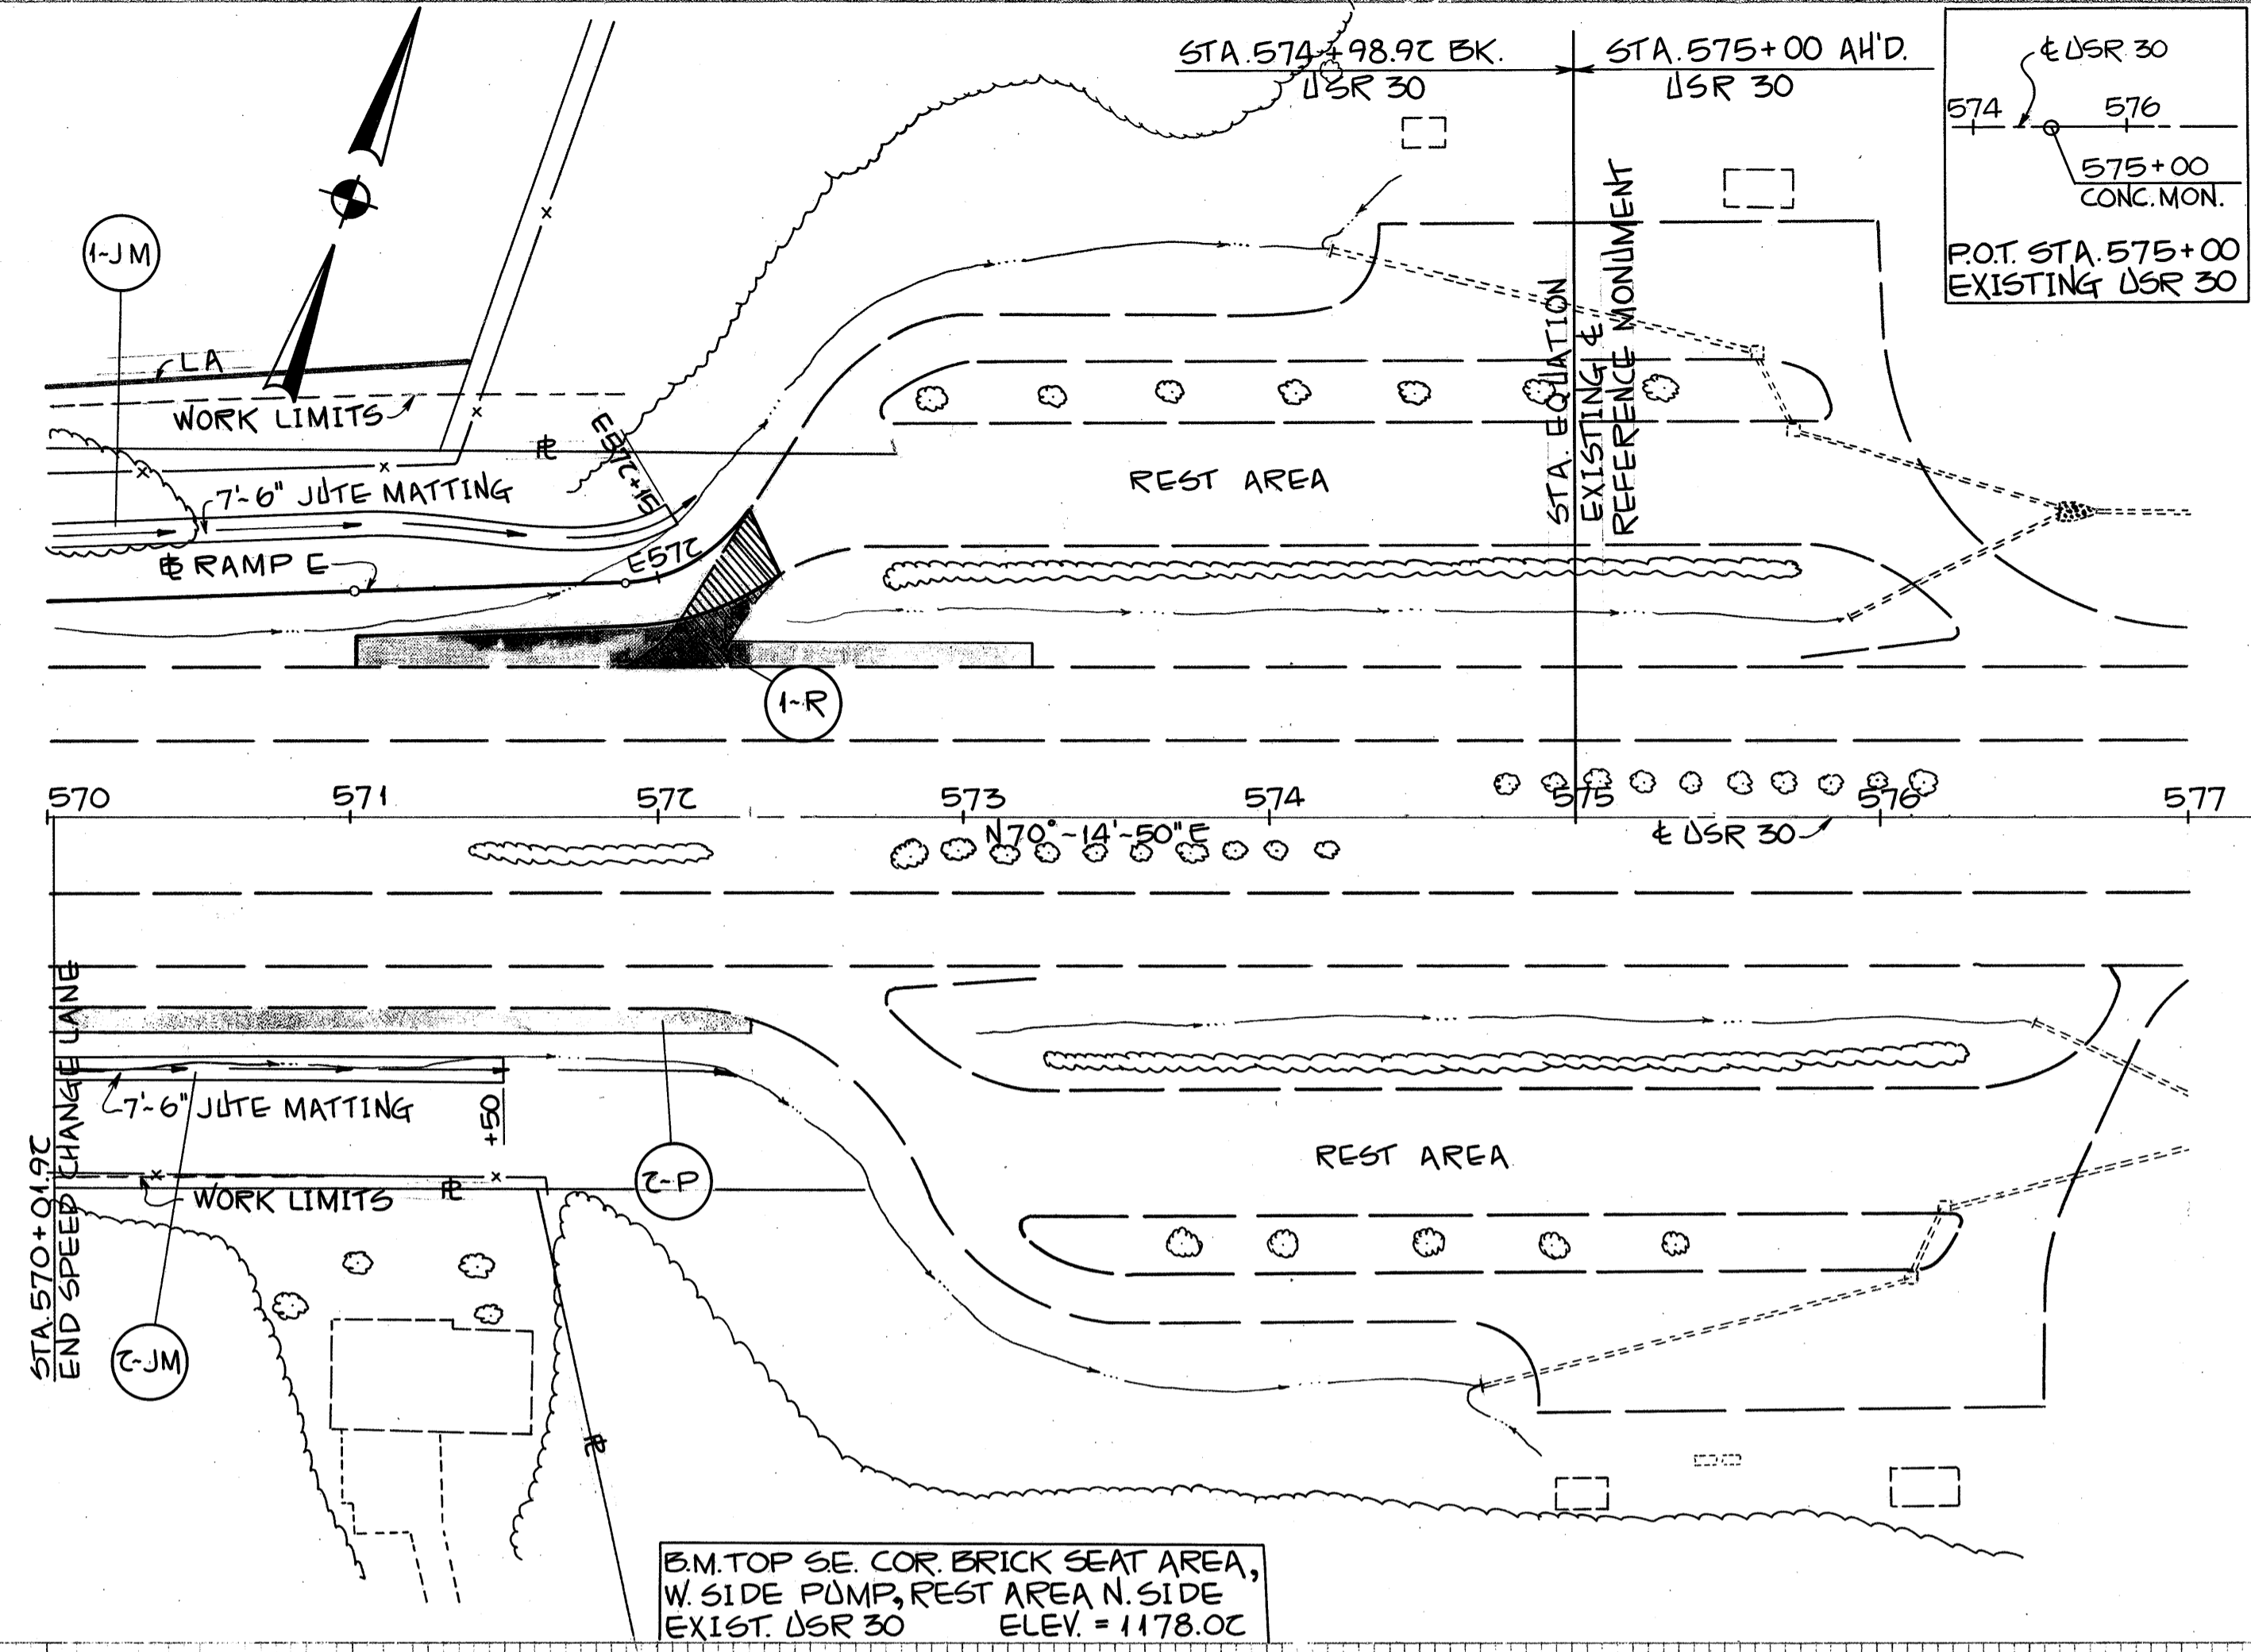 STA. 574+98.92 BK.
USR 30
STA. 575+00 AH'D.
USR 30
℄ USR 30
574
576
575+00
CONC. MON.
P.O.T. STA. 575+00
EXISTING USR 30
1-JM
LA
WORK LIMITS
℄
7'-6" JUTE MATTING
E572+15
E572
℄ RAMP E
REST AREA
STA. EQUATION
EXISTING ℄
REFERENCE MONUMENT
1-R
570
571
572
573
574
575
576
577
N70°-14'-50"E
℄ USR 30
7'-6" JUTE MATTING
+50
STA. 570+01.92
END SPEED CHANGE LANE
WORK LIMITS
PL
2-P
REST AREA
2-JM
PL
B.M. TOP S.E. COR. BRICK SEAT AREA,
W. SIDE PUMP, REST AREA N. SIDE
EXIST. USR 30 ELEV. = 1178.02